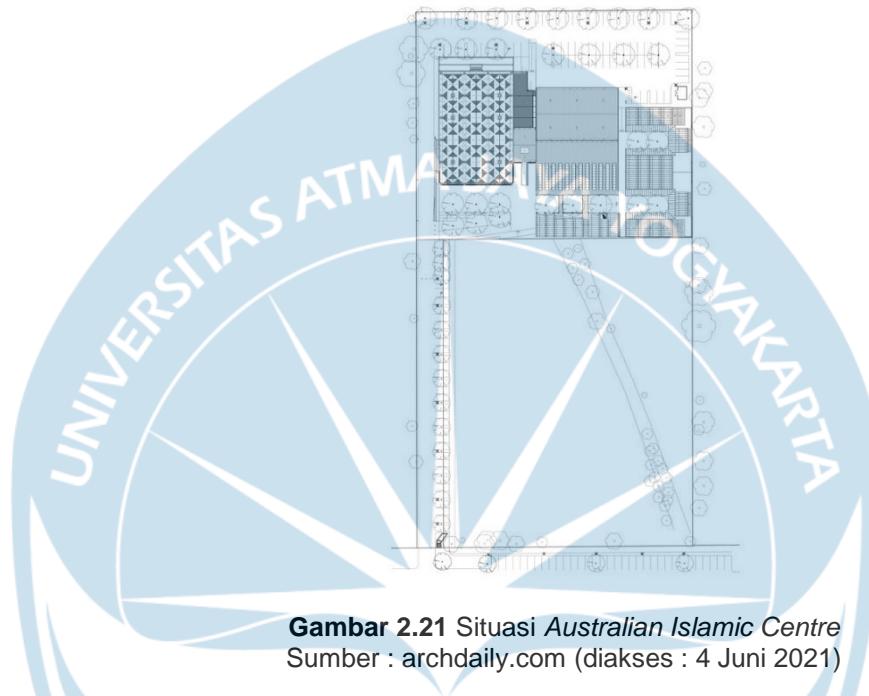 UNIVERSITAS ATMA JAYA YOGYAKARTA
Gambar 2.21 Situasi Australian Islamic Centre
Sumber : archdaily.com (diakses : 4 Juni 2021)